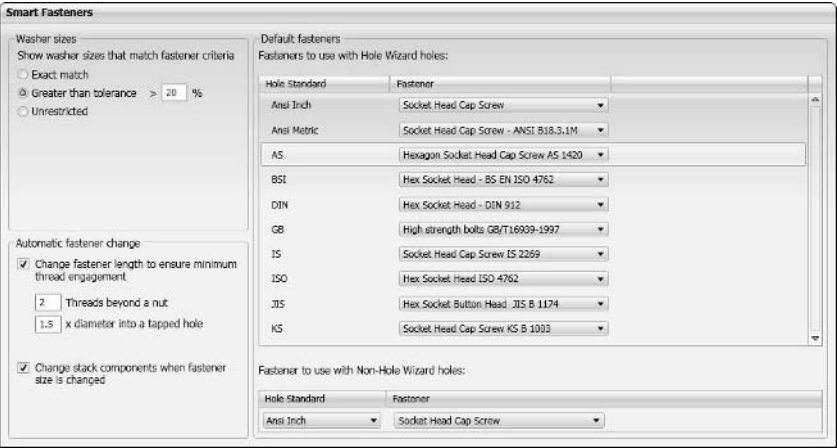 Smart Fasteners
Washer sizes
Show washer sizes that match fastener criteria
Exact match
Greater than tolerance > 20 %
Unrestricted
Automatic fastener change
Change fastener length to ensure minimum
thread engagement
2 Threads beyond a nut
1.5 x diameter into a tapped hole
Change stack components when fastener
size is changed
Default fasteners
Fasteners to use with Hole Wizard holes:
Hole Standard Fastener
Ansi Inch Socket Head Cap Screw
Ansi Metric Socket Head Cap Screw - ANSI B18.3.1M
AS Hexagon Socket Head Cap Screw AS 1420
BSI Hex Socket Head - BS EN ISO 4762
DIN Hex Socket Head - DIN 912
GB High strength bolts GB/T16939-1997
IS Socket Head Cap Screw IS 2269
ISO Hex Socket Head ISO 4762
JIS Hex Socket Button Head JIS B 1174
KS Socket Head Cap Screw KS B 1003
Fastener to use with Non-Hole Wizard holes:
Hole Standard Fastener
Ansi Inch Socket Head Cap Screw